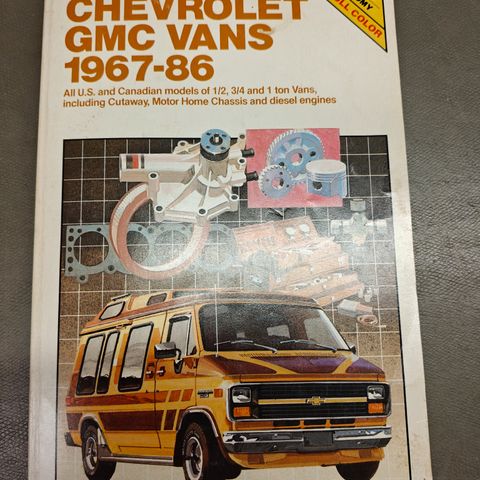 CHEVROLET
GMC VANS
1967-86
All U.S. and Canadian models of 1/2, 3/4 and 1 ton Vans,
including Cutaway, Motor Home Chassis and diesel engines
COLOR